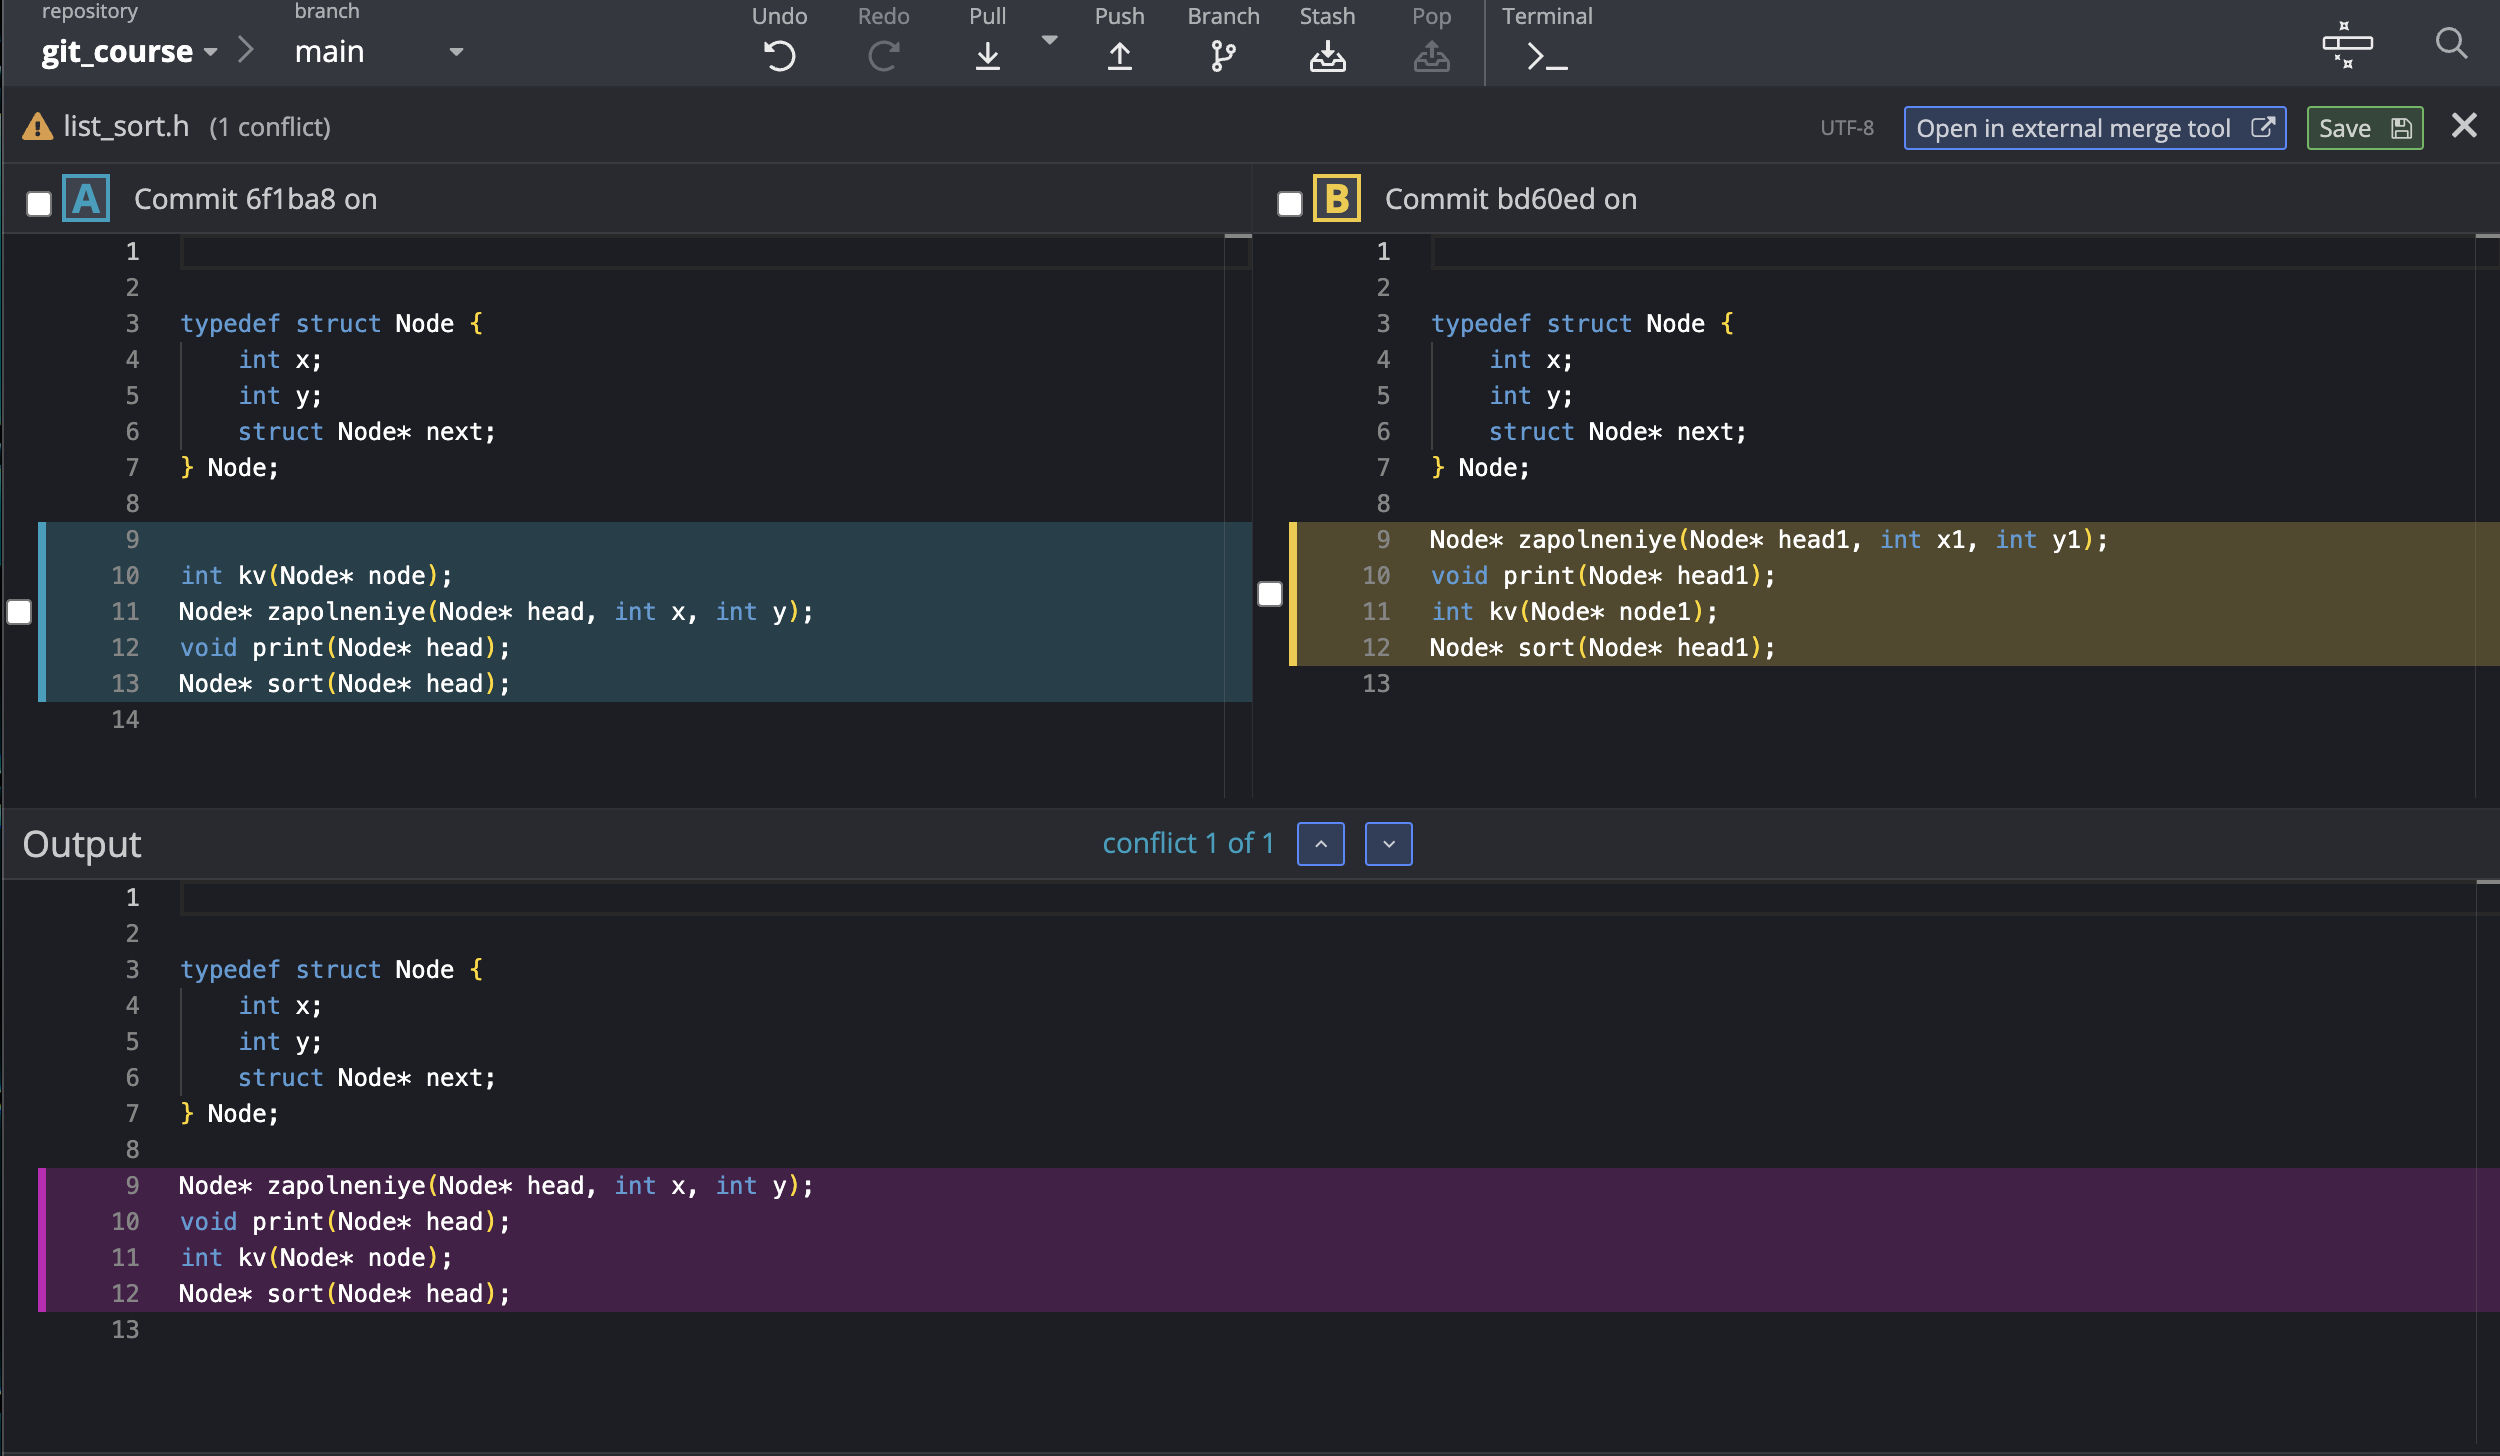 repository
branch
Undo
Redo
Pull
Push
Branch
Stash
Pop
Terminal
git_course
main
list_sort.h (1 conflict)
UTF-8
Open in external merge tool
Save
A Commit 6f1ba8 on
1
2
3 typedef struct Node {
4 int x;
5 int y;
6 struct Node* next;
7 } Node;
8
9
10 int kv(Node* node);
11 Node* zapolneniye(Node* head, int x, int y);
12 void print(Node* head);
13 Node* sort(Node* head);
14
B Commit bd60ed on
1
2
3 typedef struct Node {
4 int x;
5 int y;
6 struct Node* next;
7 } Node;
8
9 Node* zapolneniye(Node* head1, int x1, int y1);
10 void print(Node* head1);
11 int kv(Node* node1);
12 Node* sort(Node* head1);
13
Output
conflict 1 of 1
1
2
3 typedef struct Node {
4 int x;
5 int y;
6 struct Node* next;
7 } Node;
8
9 Node* zapolneniye(Node* head, int x, int y);
10 void print(Node* head);
11 int kv(Node* node);
12 Node* sort(Node* head);
13